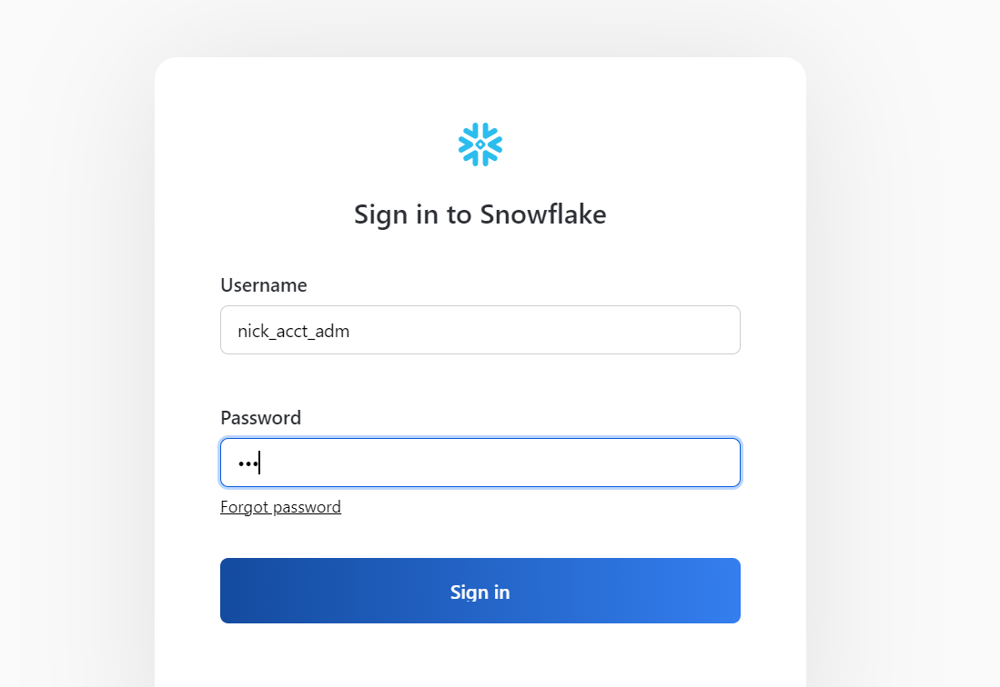 Sign in to Snowflake
Username
nick_acct_adm
Password
•••
Forgot password
Sign in